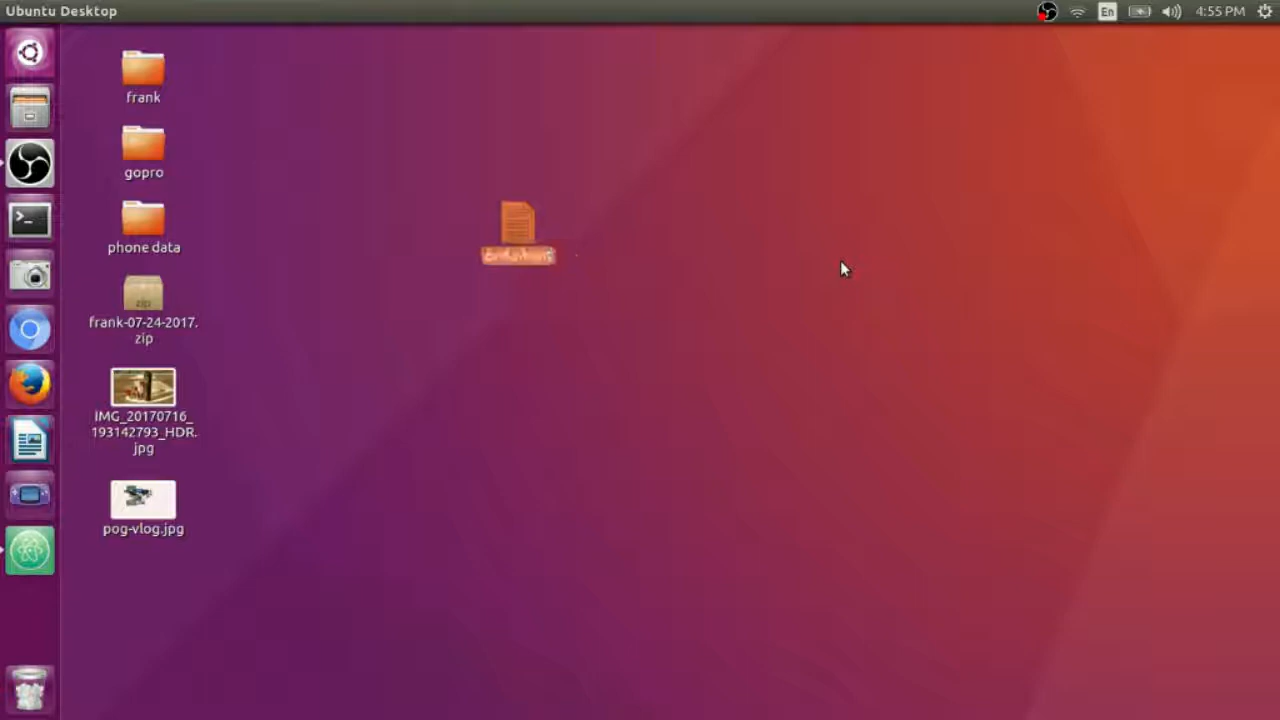 Ubuntu Desktop
En
4:55 PM
frank
gopro
phone data
zip
frank-07-24-2017.
zip
IMG_20170716_
193142793_HDR.
jpg
pog-vlog.jpg